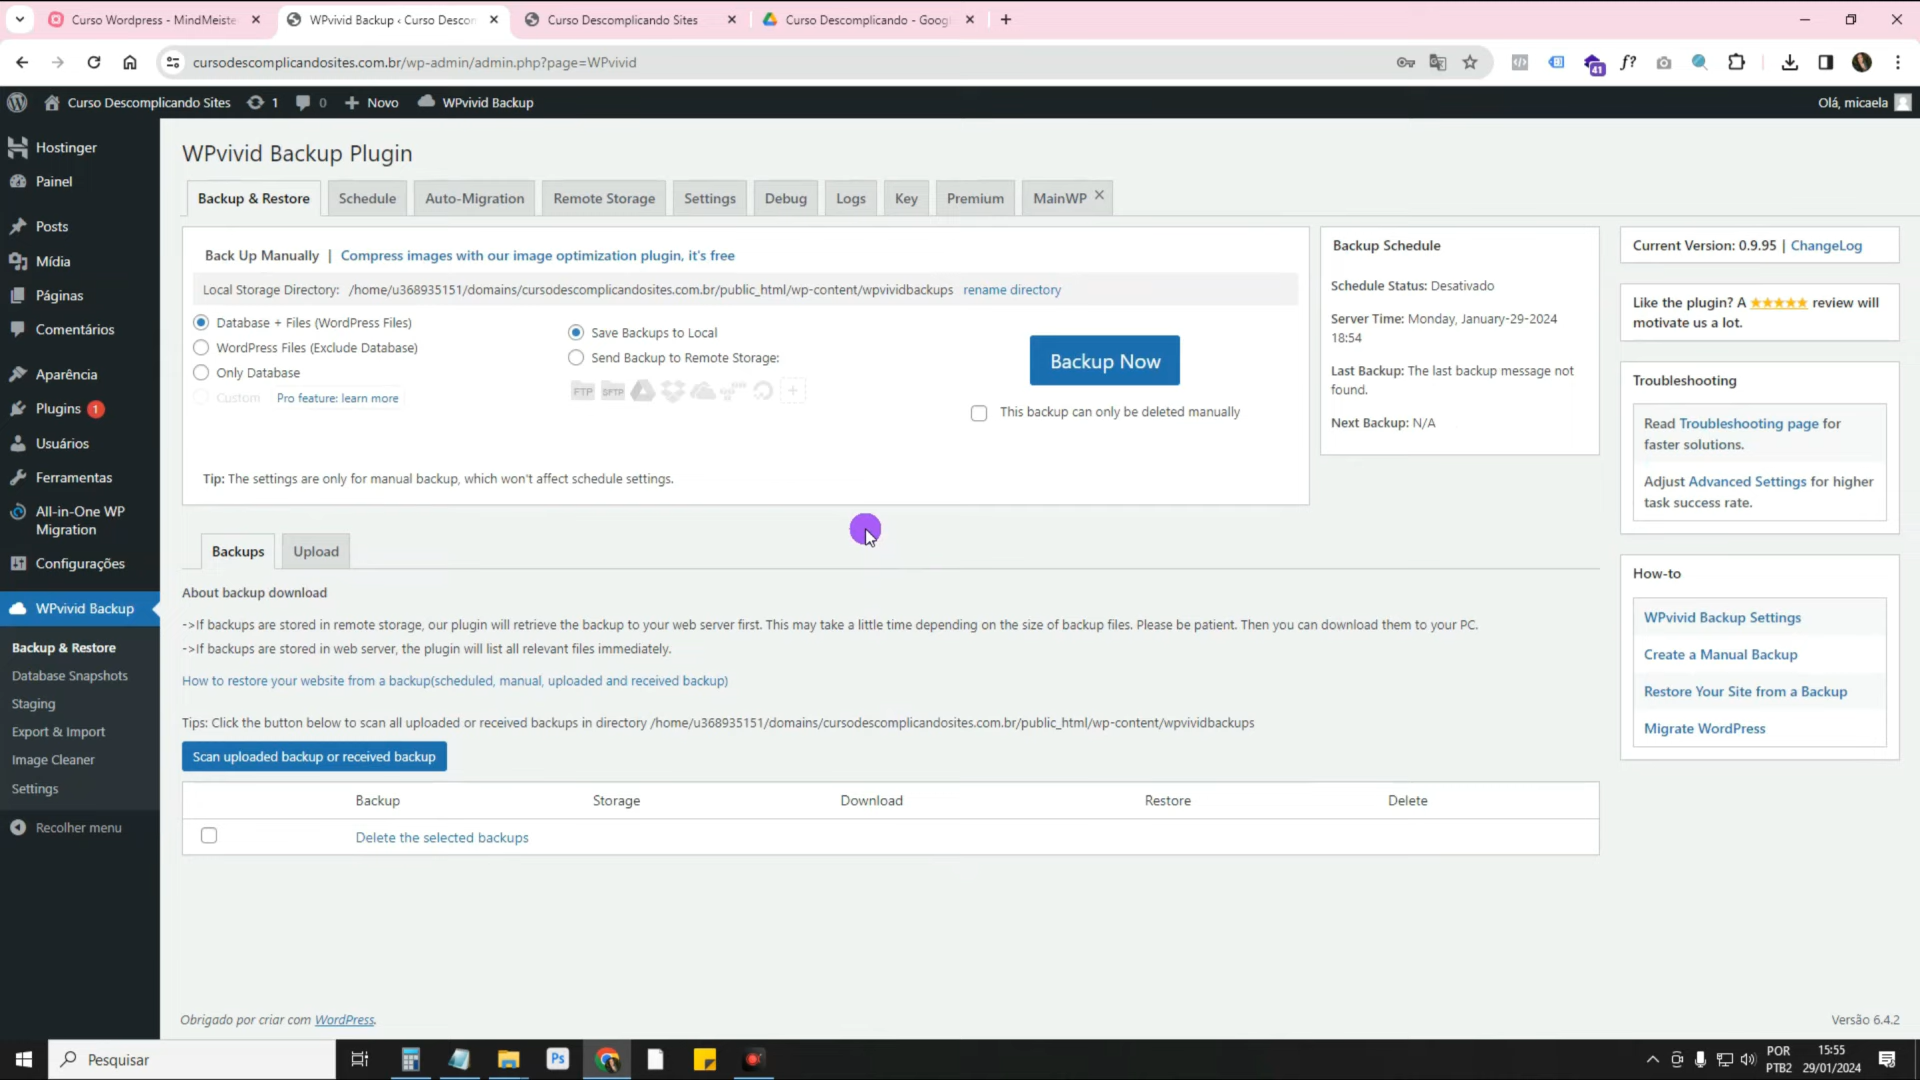 Curso Wordpress - MindMeiste
WPvivid Backup ‹ Curso Descon
Curso Descomplicando Sites
Curso Descomplicando - Goog
cursodescomplicandosites.com.br/wp-admin/admin.php?page=WPvivid
41
f?
Curso Descomplicando Sites
1
0
Novo
WPvivid Backup
Olá, micaela
Hostinger
Painel
Posts
Mídia
Páginas
Comentários
Aparência
Plugins 1
Usuários
Ferramentas
All-in-One WP
Migration
Configurações
WPvivid Backup
Backup & Restore
Database Snapshots
Staging
Export & Import
Image Cleaner
Settings
Recolher menu
WPvivid Backup Plugin
Backup & Restore
Schedule
Auto-Migration
Remote Storage
Settings
Debug
Logs
Key
Premium
MainWP
Back Up Manually | Compress images with our image optimization plugin, it's free
Local Storage Directory: /home/u368935151/domains/cursodescomplicandosites.com.br/public_html/wp-content/wpvividbackups rename directory
Database + Files (WordPress Files)
WordPress Files (Exclude Database)
Only Database
Custom Pro feature: learn more
Save Backups to Local
Send Backup to Remote Storage:
FTP SFTP
Backup Now
This backup can only be deleted manually
Tip: The settings are only for manual backup, which won't affect schedule settings.
Backup Schedule
Schedule Status: Desativado
Server Time: Monday, January-29-2024
18:54
Last Backup: The last backup message not
found.
Next Backup: N/A
Current Version: 0.9.95 | ChangeLog
Like the plugin? A ★★★★★ review will
motivate us a lot.
Troubleshooting
Read Troubleshooting page for
faster solutions.
Adjust Advanced Settings for higher
task success rate.
How-to
WPvivid Backup Settings
Create a Manual Backup
Restore Your Site from a Backup
Migrate WordPress
Backups
Upload
About backup download
->If backups are stored in remote storage, our plugin will retrieve the backup to your web server first. This may take a little time depending on the size of backup files. Please be patient. Then you can download them to your PC.
->If backups are stored in web server, the plugin will list all relevant files immediately.
How to restore your website from a backup(scheduled, manual, uploaded and received backup)
Tips: Click the button below to scan all uploaded or received backups in directory /home/u368935151/domains/cursodescomplicandosites.com.br/public_html/wp-content/wpvividbackups
Scan uploaded backup or received backup
Backup Storage Download Restore Delete
Delete the selected backups
Obrigado por criar com WordPress.
Versão 6.4.2
Pesquisar
Ps
POR
PTB2
15:55
29/01/2024